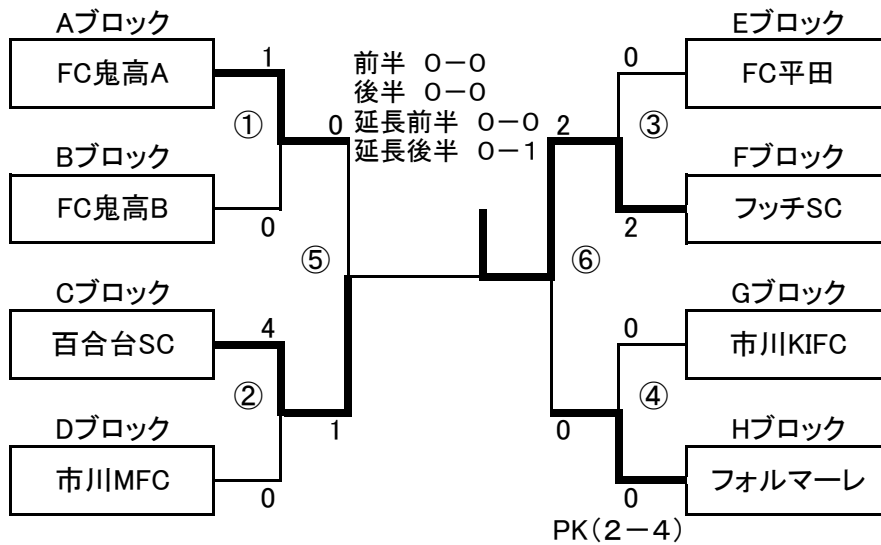 Aブロック
FC鬼高A
1
①
0
Bブロック
FC鬼高B
0
⑤
Cブロック
百合台SC
4
②
1
Dブロック
市川MFC
0
前半 0-0
後半 0-0
延長前半 0-0
延長後半 0-1
Eブロック
0
FC平田
2
③
Fブロック
フッチSC
2
⑥
Gブロック
0
市川KIFC
④
0
Hブロック
フォルマーレ
0
PK(2-4)